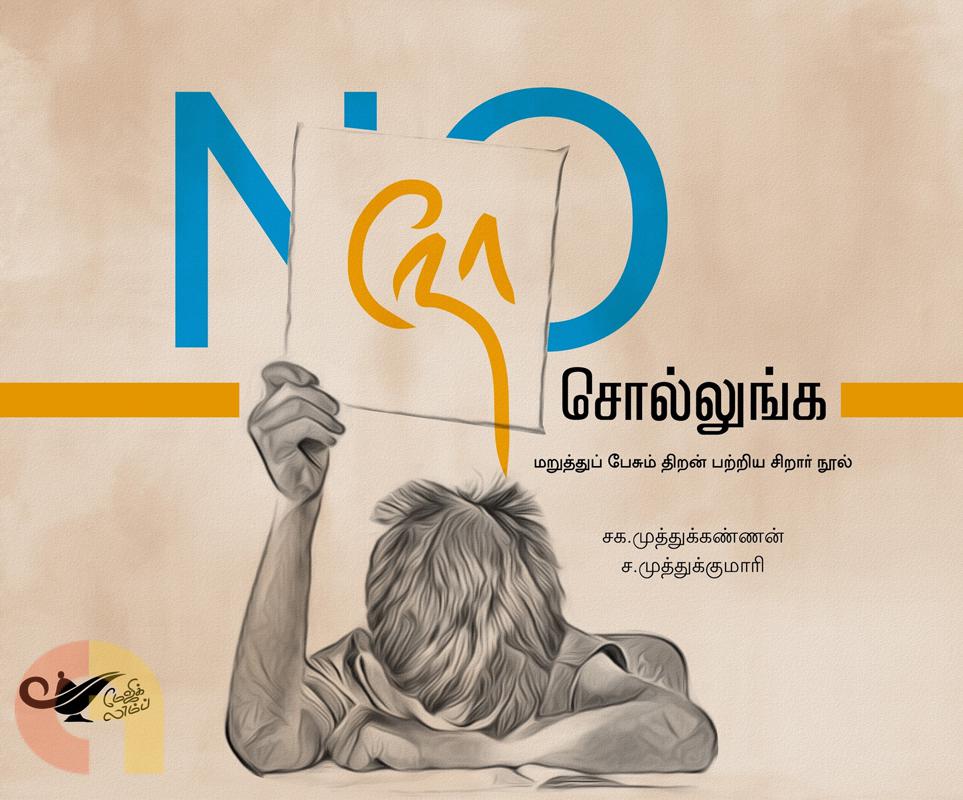 NO
நோ
சொல்லுங்க
மறுத்துப் பேசும் திறன் பற்றிய சிறார் நூல்
சக.முத்துக்கண்ணன்
ச.முத்துக்குமாரி
மேஜிக்
லாம்ப்